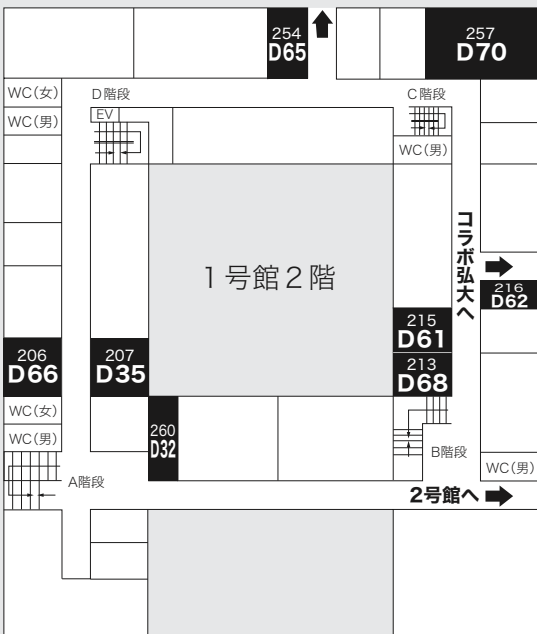 254
D65
257
D70
WC(女)
D階段
C階段
EV
WC(男)
WC(男)
1号館2階
コラボ弘大へ
216
D62
215
D61
213
D68
206
D66
207
D35
260
D32
WC(女)
WC(男)
A階段
B階段
WC(男)
2号館へ